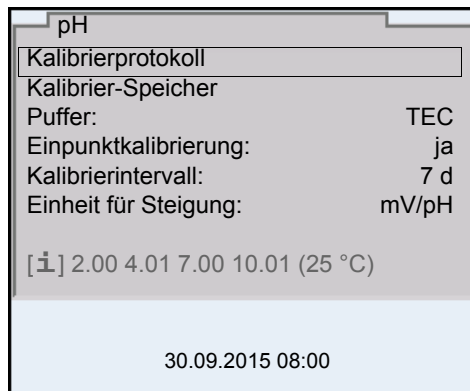 pH
Kalibrierprotokoll
Kalibrier-Speicher
Puffer: TEC
Einpunktkalibrierung: ja
Kalibrierintervall: 7 d
Einheit für Steigung: mV/pH
[i] 2.00 4.01 7.00 10.01 (25 °C)
30.09.2015 08:00